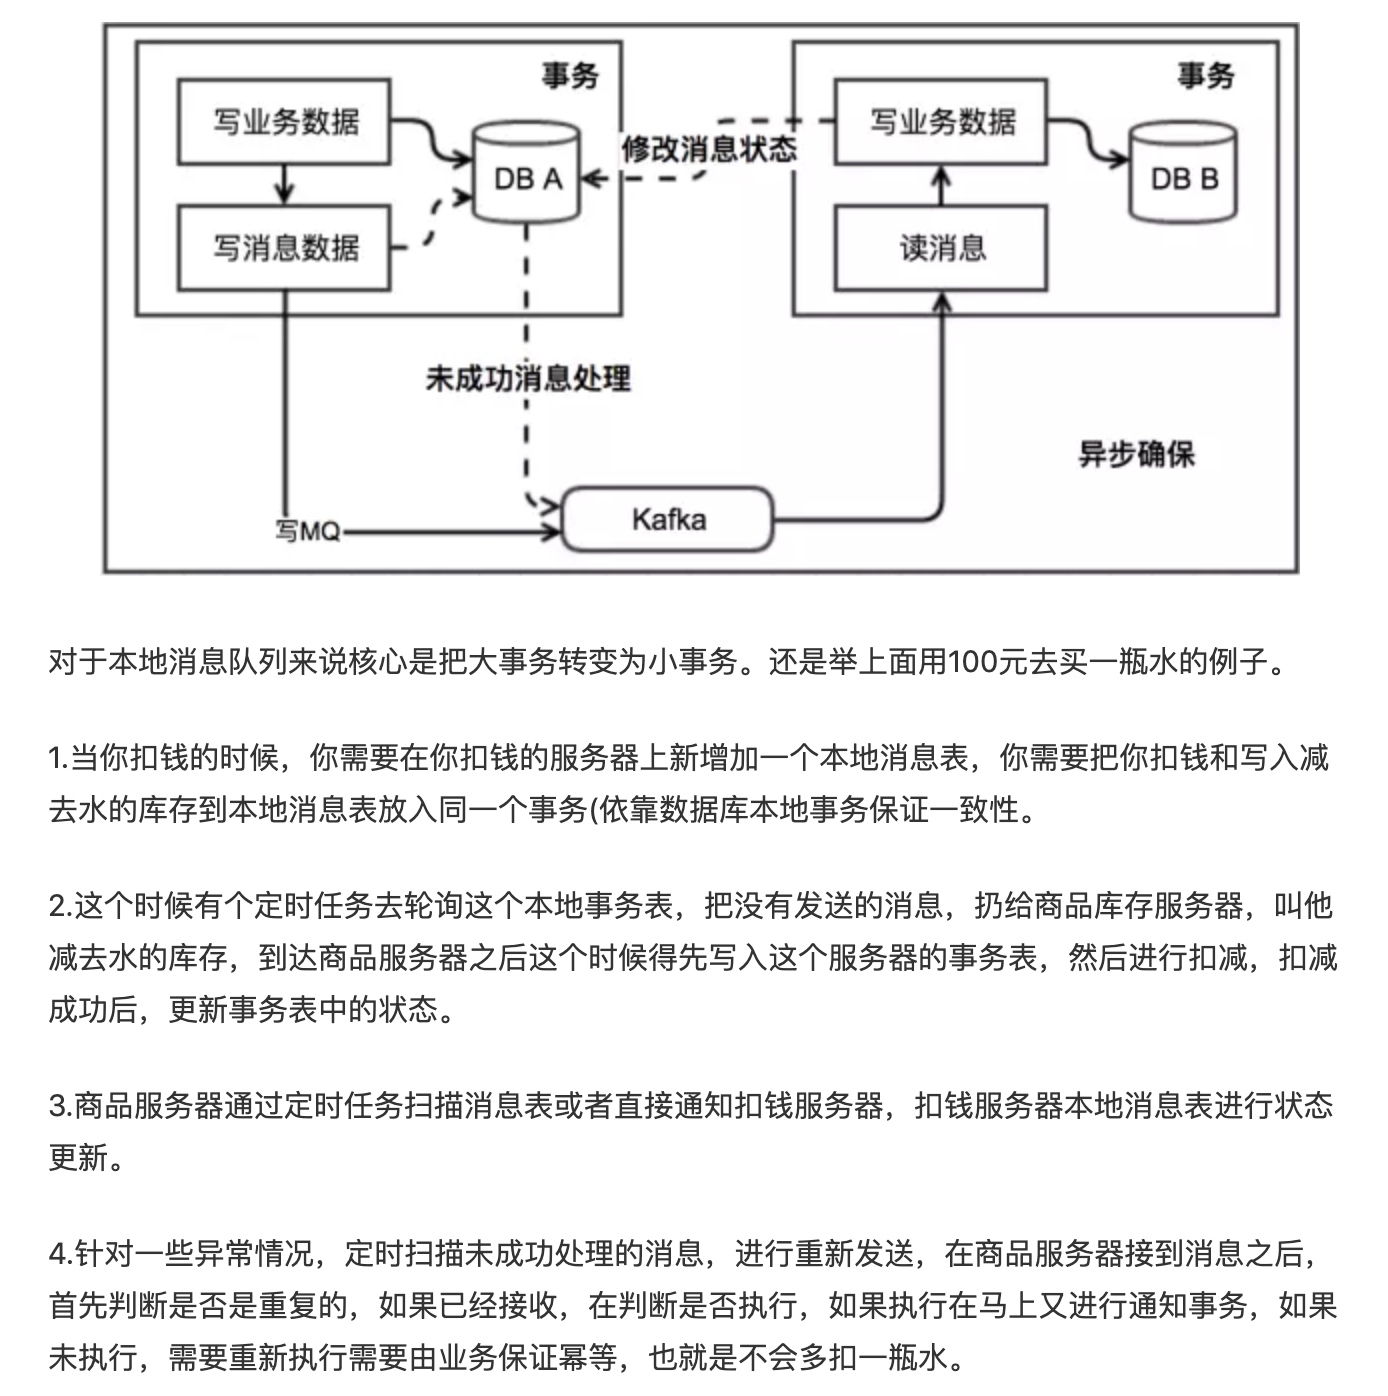 事务
事务
写业务数据
写业务数据
修改消息状态
DB A
DB B
写消息数据
读消息
未成功消息处理
异步确保
Kafka
写MQ
对于本地消息队列来说核心是把大事务转变为小事务。还是举上面用100元去买一瓶水的例子。
1.当你扣钱的时候，你需要在你扣钱的服务器上新增加一个本地消息表，你需要把你扣钱和写入减
去水的库存到本地消息表放入同一个事务(依靠数据库本地事务保证一致性。
2.这个时候有个定时任务去轮询这个本地事务表，把没有发送的消息，扔给商品库存服务器，叫他
减去水的库存，到达商品服务器之后这个时候得先写入这个服务器的事务表，然后进行扣减，扣减
成功后，更新事务表中的状态。
3.商品服务器通过定时任务扫描消息表或者直接通知扣钱服务器，扣钱服务器本地消息表进行状态
更新。
4.针对一些异常情况，定时扫描未成功处理的消息，进行重新发送，在商品服务器接到消息之后，
首先判断是否是重复的，如果已经接收，在判断是否执行，如果执行在马上又进行通知事务，如果
未执行，需要重新执行需要由业务保证幂等，也就是不会多扣一瓶水。